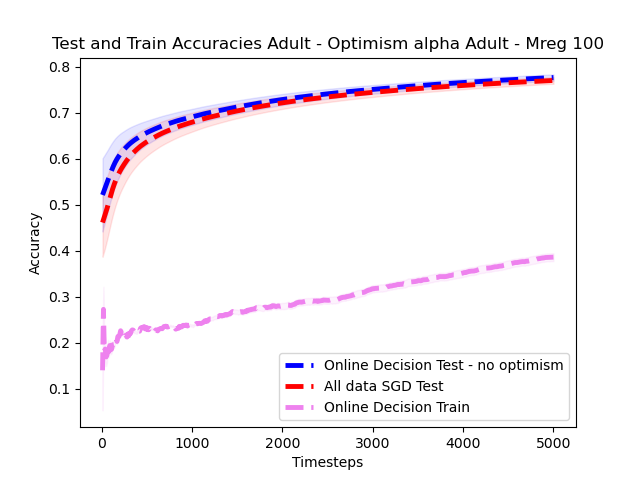 Test and Train Accuracies Adult - Optimism alpha Adult - Mreg 100
0.8
0.7
0.6
0.5
0.4
0.3
0.2
0.1
Accuracy
Online Decision Test - no optimism
All data SGD Test
Online Decision Train
0 1000 2000 3000 4000 5000
Timesteps